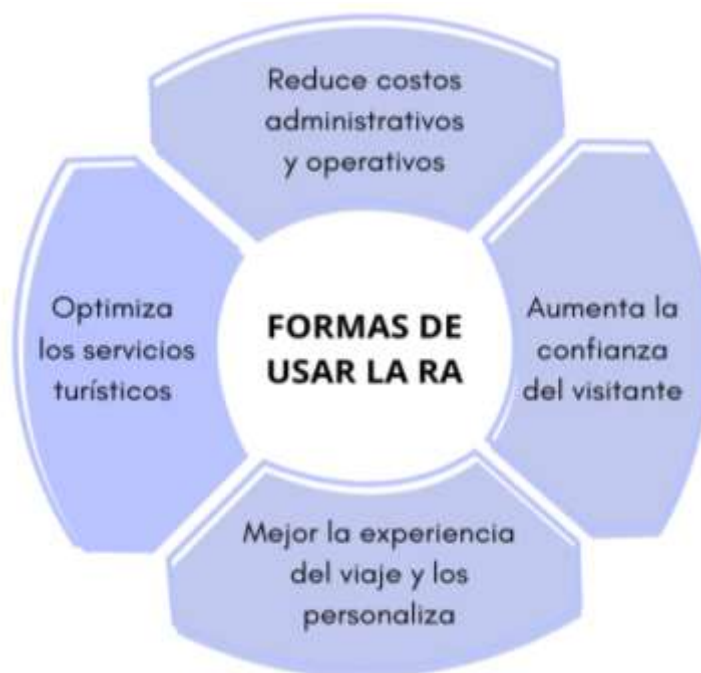 Reduce costos
administrativos
y operativos
Optimiza
los servicios
turísticos
FORMAS DE
USAR LA RA
Aumenta la
confianza
del visitante
Mejor la experiencia
del viaje y los
personaliza